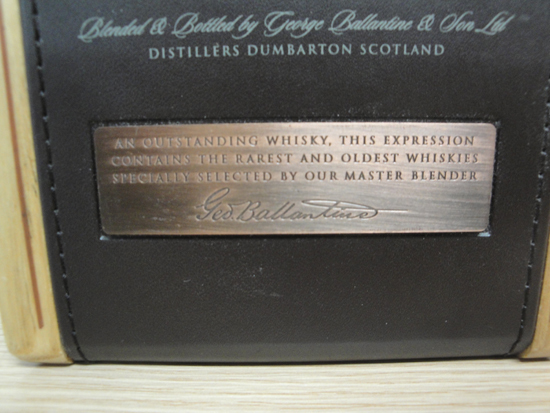 Blended & Bottled by George Ballantine & Son Ltd
DISTILLERS DUMBARTON SCOTLAND
AN OUTSTANDING WHISKY, THIS EXPRESSION
CONTAINS THE RAREST AND OLDEST WHISKIES
SPECIALLY SELECTED BY OUR MASTER BLENDER
Geo. Ballantine